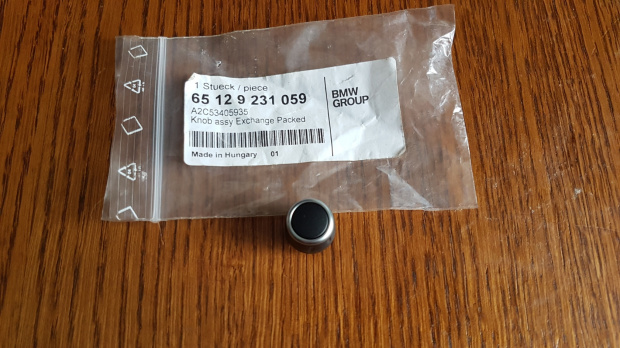 1 Stueck / piece
65 12 9 231 059
A2C53405935
Knob assy Exchange Packed
Made in Hungary 01
BMW
GROUP